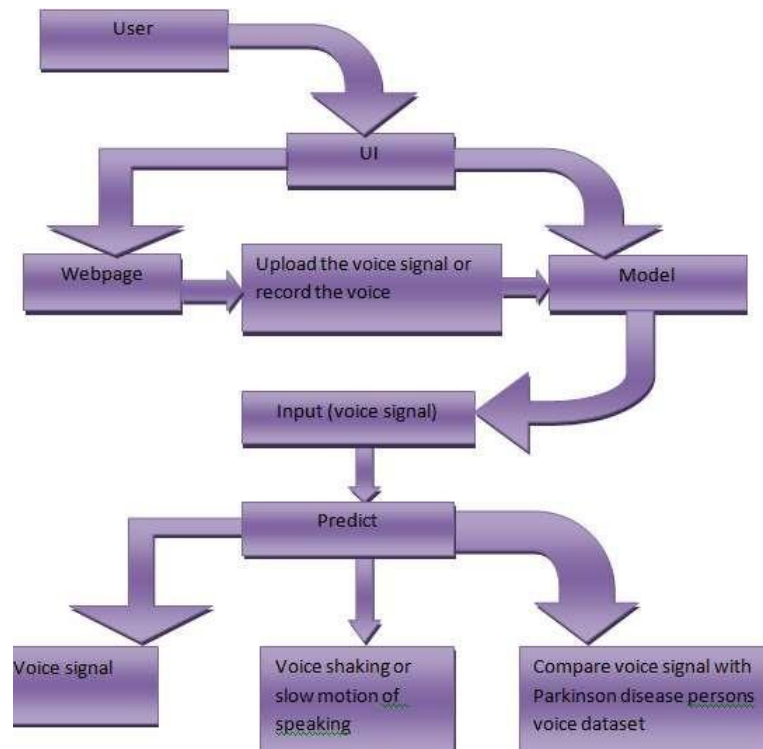 User
UI
Webpage
Upload the voice signal or
record the voice
Model
Input (voice signal)
Predict
Voice signal
Voice shaking or
slow motion of
speaking
Compare voice signal with
Parkinson disease persons
voice dataset